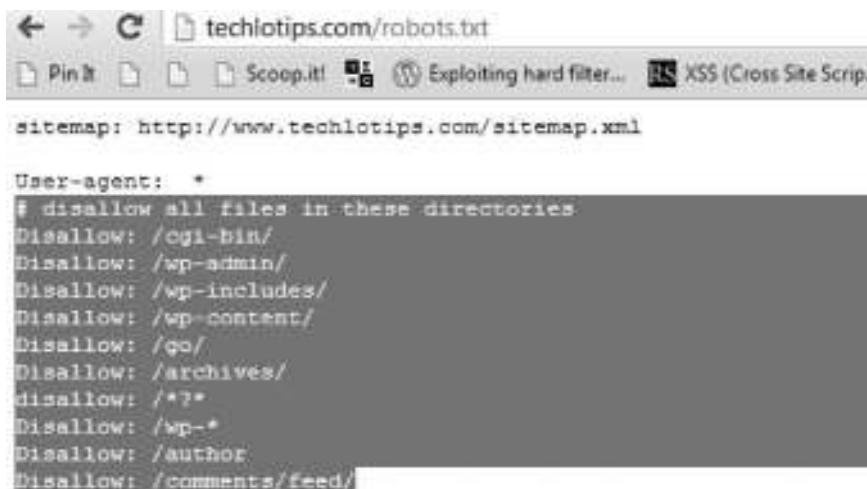 techlotips.com/robots.txt
Pin It Scoop.it! Exploiting hard filter... RS XSS (Cross Site Scrip
sitemap: http://www.techlotips.com/sitemap.xml
User-agent: *
# disallow all files in these directories
Disallow: /cgi-bin/
Disallow: /wp-admin/
Disallow: /wp-includes/
Disallow: /wp-content/
Disallow: /go/
Disallow: /archives/
disallow: /*?*
Disallow: /wp-*
Disallow: /author
Disallow: /comments/feed/